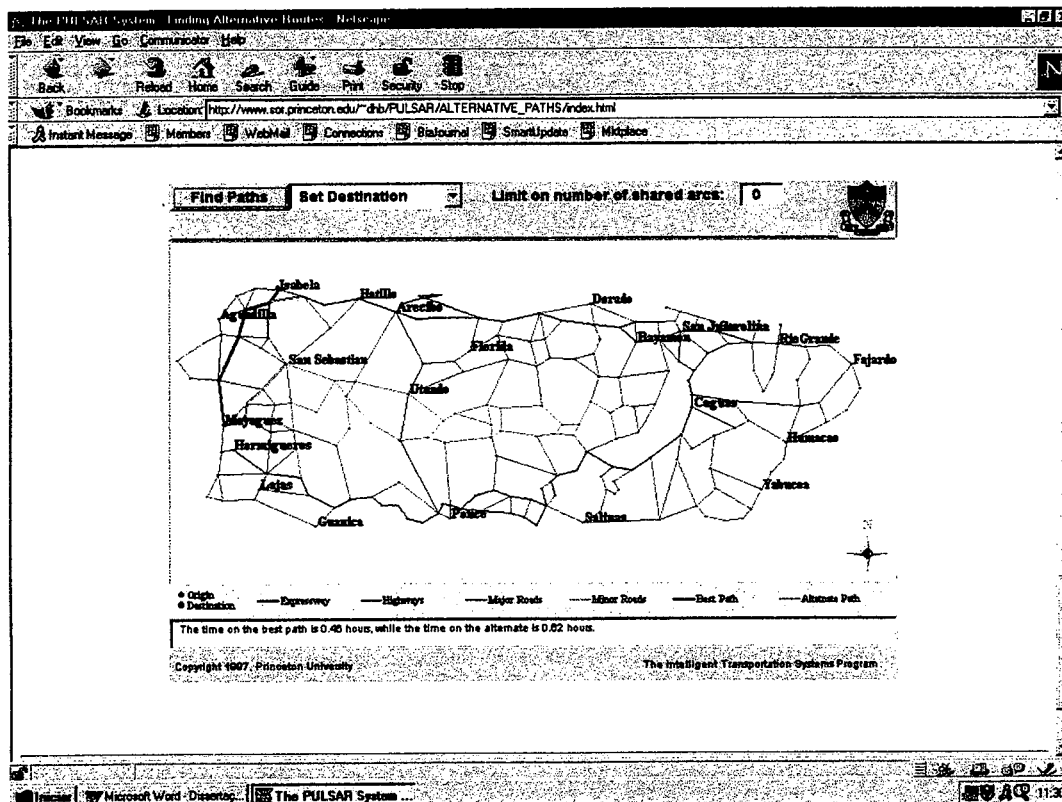 The PULSAR System - Finding Alternative Routes - Netscape
File Edit View Go Communicator Help
Back Reload Home Search Guide Print Security Stop
N
Bookmarks Location: http://www.sor.princeton.edu/~dhb/PULSAR/ALTERNATIVE_PATHS/index.html
Instant Message Members WebMail Connections BizJournal SmartUpdate Mktplace
Find Paths Set Destination Limit on number of shared arcs: 0
Isabela
Hatillo
Arecibo
Dorado
Aguadilla
San Ju
Carolina
Bayamon
Rio Grande
Florida
San Sebastian
Fajardo
Utuado
Caguas
Mayaguez
Hormigueros
Humacao
Lajas
Yabucoa
Guanica
Ponce
Salinas
N
Origin
Destination
Expressway Highways Major Roads Minor Roads Best Path Alternate Path
The time on the best path is 0.46 hours, while the time on the alternate is 0.62 hours.
Copyright 1997, Princeton University The Intelligent Transportation Systems Program
Iniciar Microsoft Word - Disertac... The PULSAR System ...